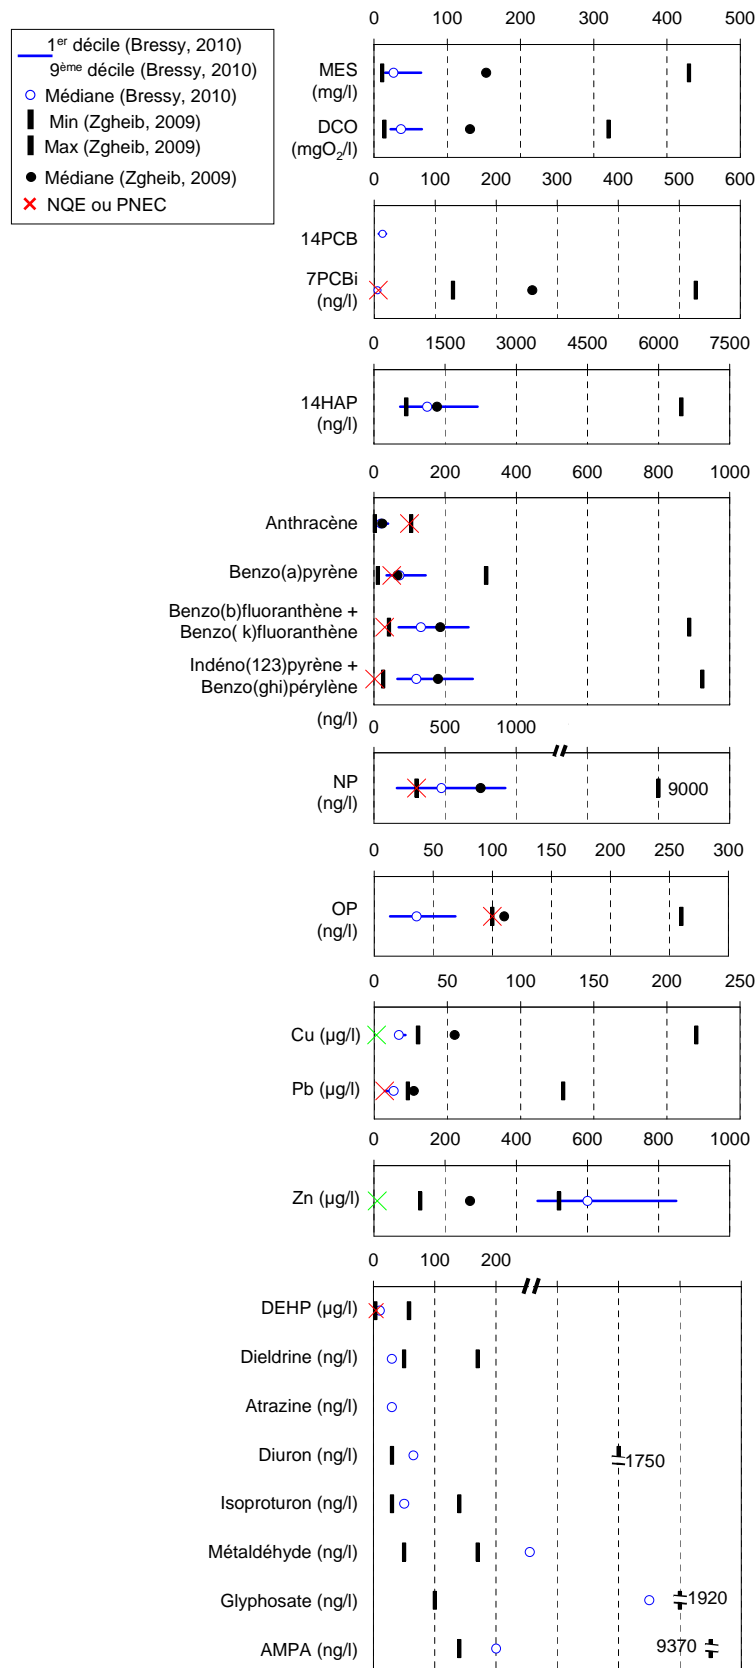 1er décile (Bressy, 2010)
9ème décile (Bressy, 2010)
Médiane (Bressy, 2010)
Min (Zgheib, 2009)
Max (Zgheib, 2009)
Médiane (Zgheib, 2009)
NQE ou PNEC
0 100 200 300 400 500
MES
(mg/l)
DCO
(mgO2/l)
0 100 200 300 400 500 600
14PCB
7PCBi
(ng/l)
0 1500 3000 4500 6000 7500
14HAP
(ng/l)
0 200 400 600 800 1000
Anthracène
Benzo(a)pyrène
Benzo(b)fluoranthène +
Benzo( k)fluoranthène
Indéno(123)pyrène +
Benzo(ghi)pérylène
(ng/l)
0 500 1000
NP
(ng/l)
9000
0 50 100 150 200 250 300
OP
(ng/l)
0 50 100 150 200 250
Cu (µg/l)
Pb (µg/l)
0 200 400 600 800 1000
Zn (µg/l)
0 100 200
DEHP (µg/l)
Dieldrine (ng/l)
Atrazine (ng/l)
Diuron (ng/l)
1750
Isoproturon (ng/l)
Métaldéhyde (ng/l)
Glyphosate (ng/l)
1920
AMPA (ng/l)
9370